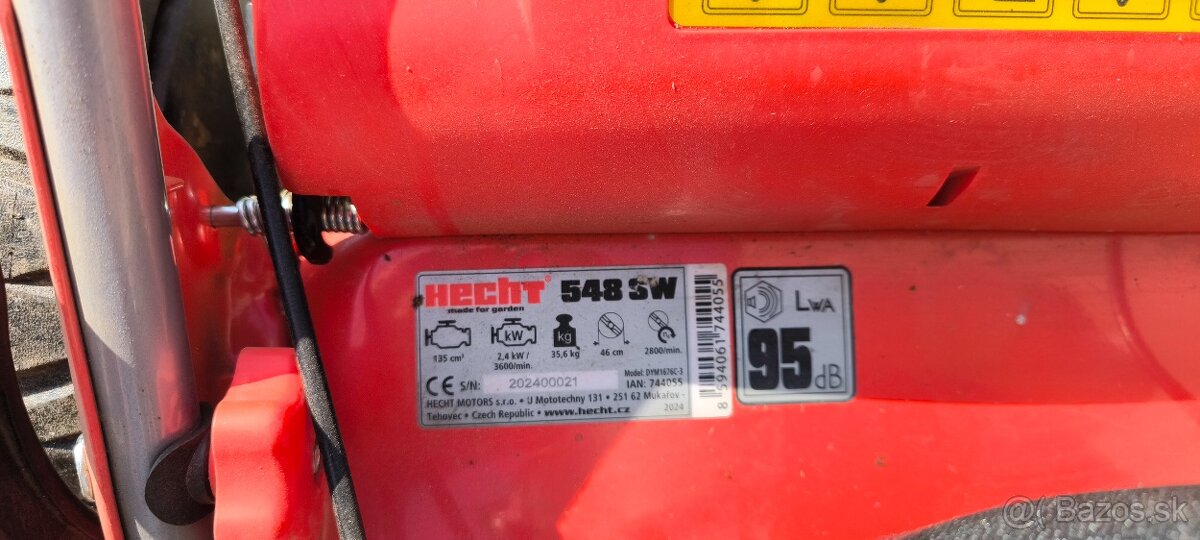 HECHT® 548 SW
made for garden
kW
kg
135 cm³
2,4 kW /
3600/min.
35,6 kg
46 cm
2800/min.
Model: DYM1676C-3
CE S/N: 202400021
IAN: 744055
HECHT MOTORS s.r.o. • U Mototechny 131 • 251 62 Mukařov -
Tehovec • Czech Republic • www.hecht.cz
2024
8 594061 744055
LWA
95dB
@ Bazos.sk